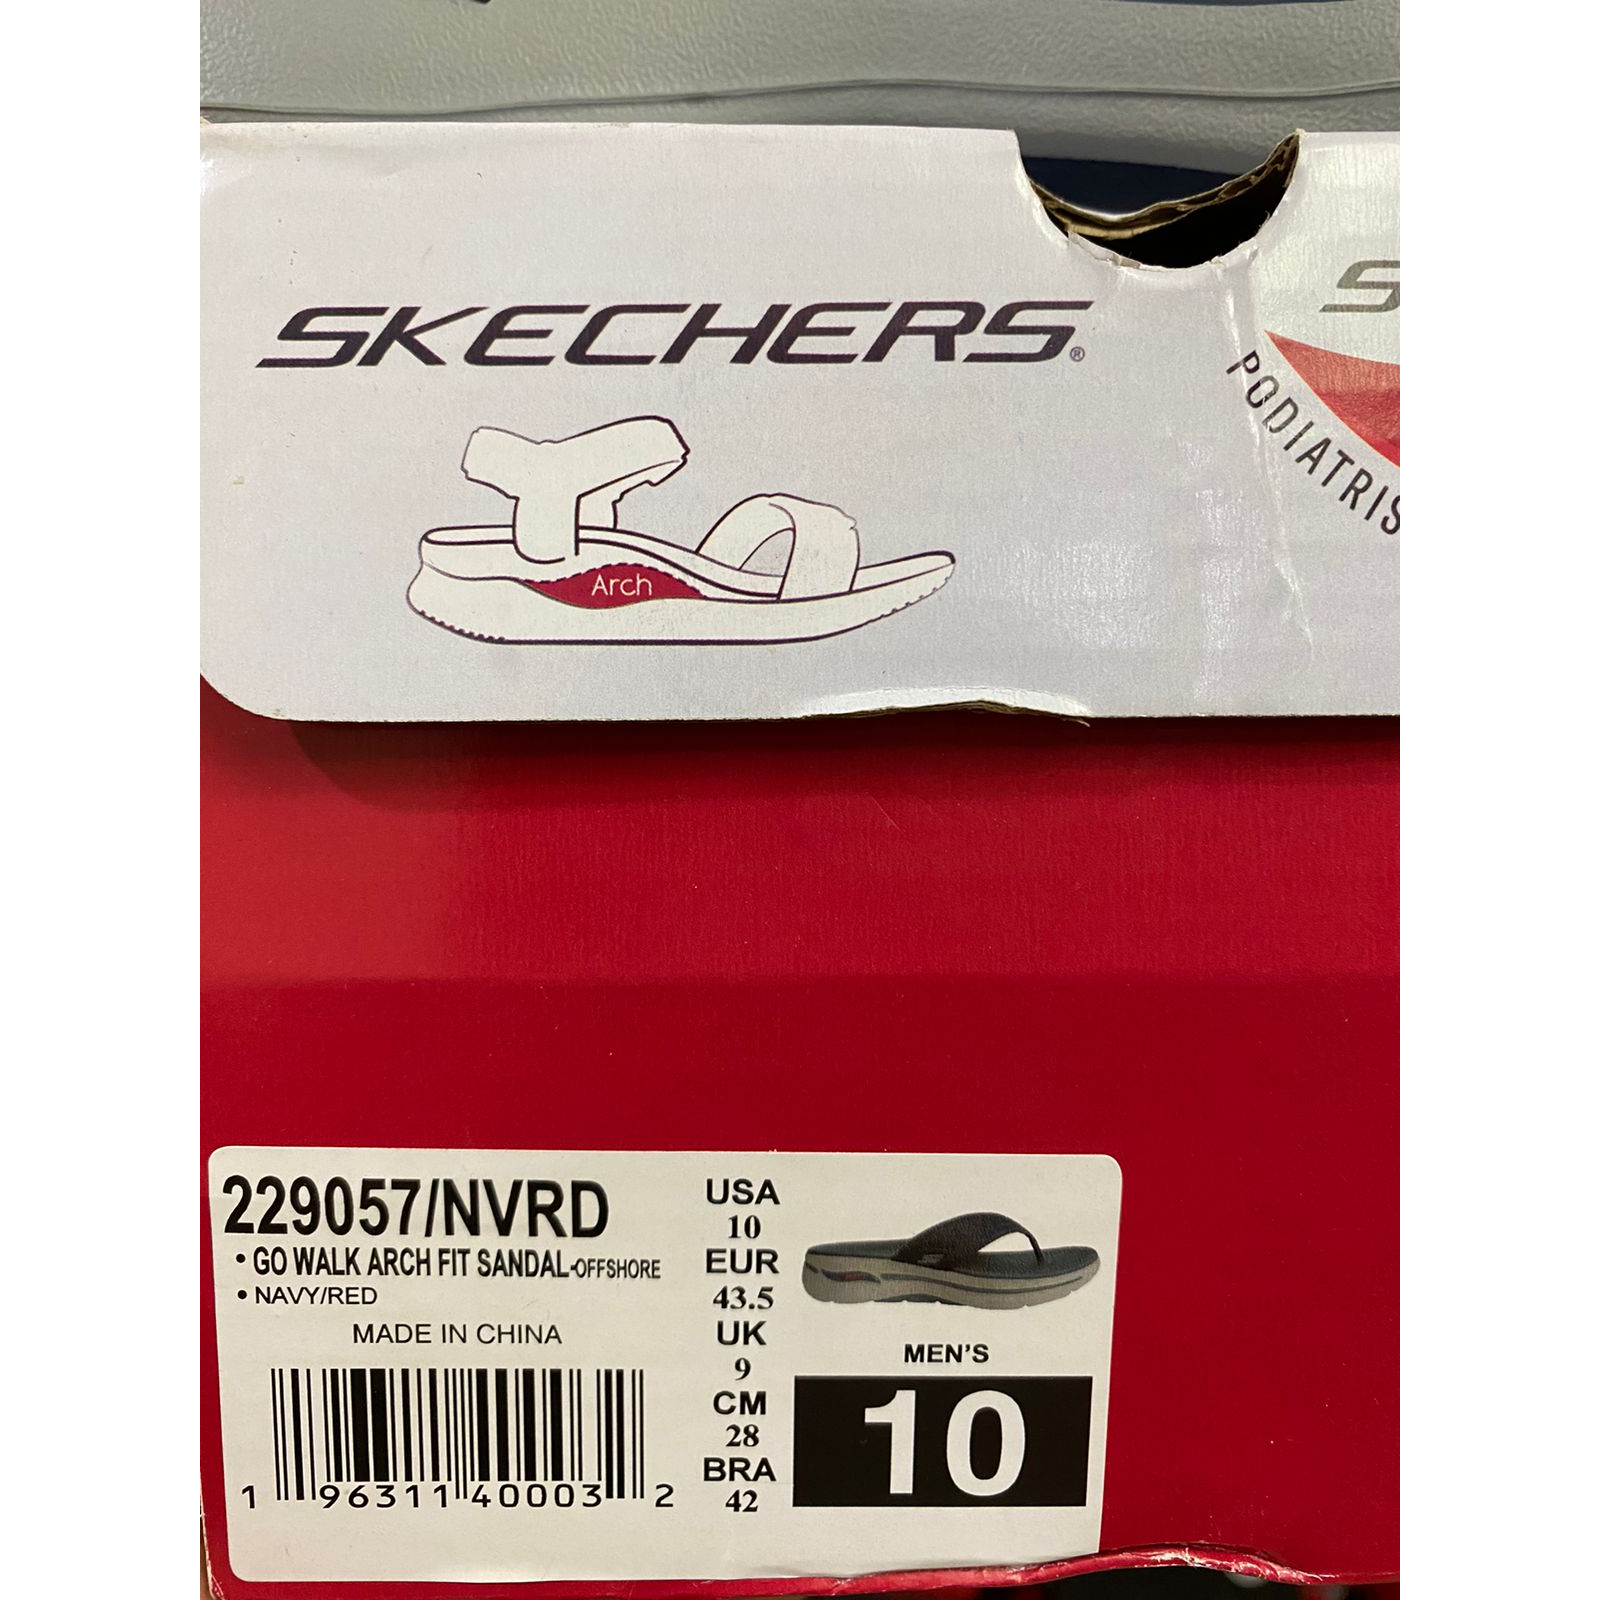 SKECHERS®
S
PODIATRIS
Arch
229057/NVRD
• GO WALK ARCH FIT SANDAL-OFFSHORE
• NAVY/RED
MADE IN CHINA
1 96311 40003 2
USA
10
EUR
43.5
UK
9
CM
28
BRA
42
MEN'S
10